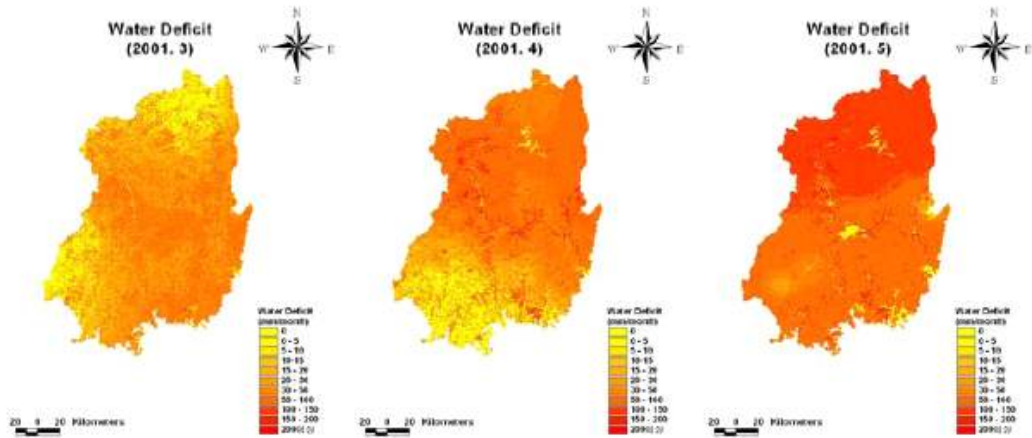 Water Deficit
(2001. 3)
N
W
E
S
Water Deficit
(mm/month)
0
0 - 5
5 - 10
10-15
15 - 20
20 - 30
30 - 50
50 - 100
100 - 150
150 - 200
20 0 20 Kilometers
Water Deficit
(2001. 4)
N
W
E
S
Water Deficit
(mm/month)
0
0 - 5
5 - 10
10-15
15 - 20
20 - 30
30 - 50
50 - 100
100 - 150
150 - 200
20 0 20 Kilometers
Water Deficit
(2001. 5)
N
W
E
S
Water Deficit
(mm/month)
0
0 - 5
5 - 10
10-15
15 - 20
20 - 30
30 - 50
50 - 100
100 - 150
150 - 200
20 0 20 Kilometers